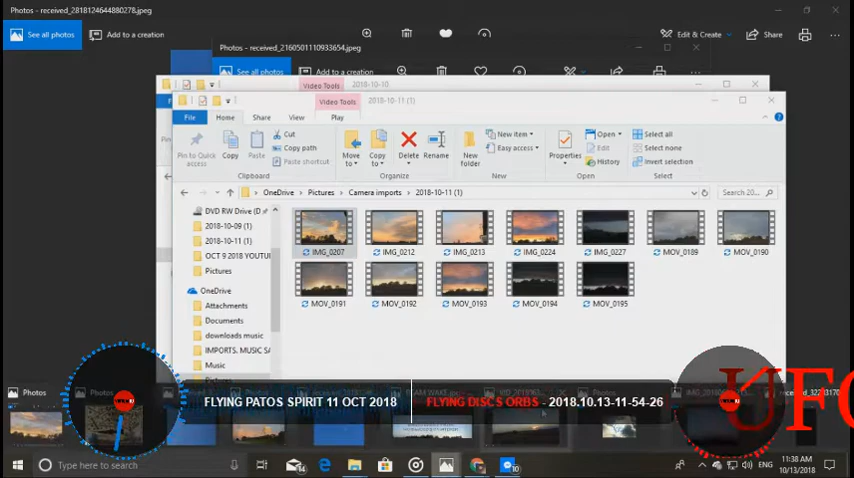 Photos - received_2818124644880278.jpeg
See all photos
Add to a creation
Edit & Create
Share
Photos - received_2160501110933654.jpeg
See all photos
Add to a creation
Video Tools
2018-10-10
Video Tools
2018-10-11 (1)
File
Home
Share
View
Play
Pin to Quick access
Copy
Paste
Cut
Copy path
Paste shortcut
Move to
Copy to
Delete
Rename
New folder
New item
Easy access
Properties
Open
Edit
History
Select all
Select none
Invert selection
Clipboard
Organize
New
Open
Select
OneDrive > Pictures > Camera imports > 2018-10-11 (1)
Search 20...
DVD RW Drive (D
2018-10-09 (1)
2018-10-11 (1)
OCT 9 2018 YOUTU
Pictures
OneDrive
Attachments
Documents
downloads music
IMPORTS. MUSIC SA
Music
Pictures
IMG_0207
IMG_0212
IMG_0213
IMG_0224
IMG_0227
MOV_0189
MOV_0190
MOV_0191
MOV_0192
MOV_0193
MOV_0194
MOV_0195
Photos
Photos
Photos
FLYING PATOS SPIRIT 11 OCT 2018
FLYING DISCS ORBS - 2018.10.13-11-54-26
UFO
Type here to search
14
10
ENG
11:38 AM
10/13/2018